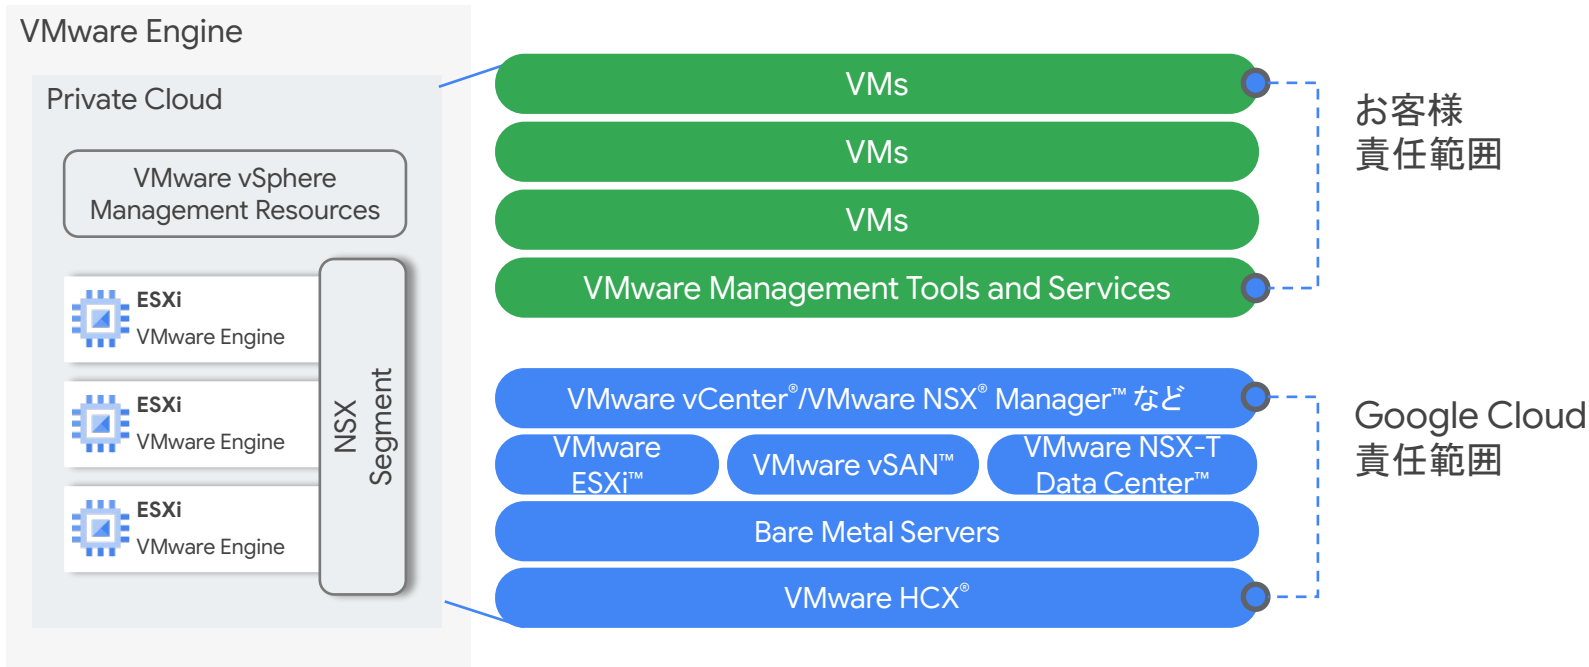 VMware Engine
Private Cloud
VMware vSphere
Management Resources
ESXi
VMware Engine
ESXi
VMware Engine
ESXi
VMware Engine
NSX
Segment
VMs
VMs
VMs
VMware Management Tools and Services
お客様
責任範囲
VMware vCenter®/VMware NSX® Manager™ など
VMware
ESXi™
VMware vSAN™
VMware NSX-T
Data Center™
Bare Metal Servers
VMware HCX®
Google Cloud
責任範囲